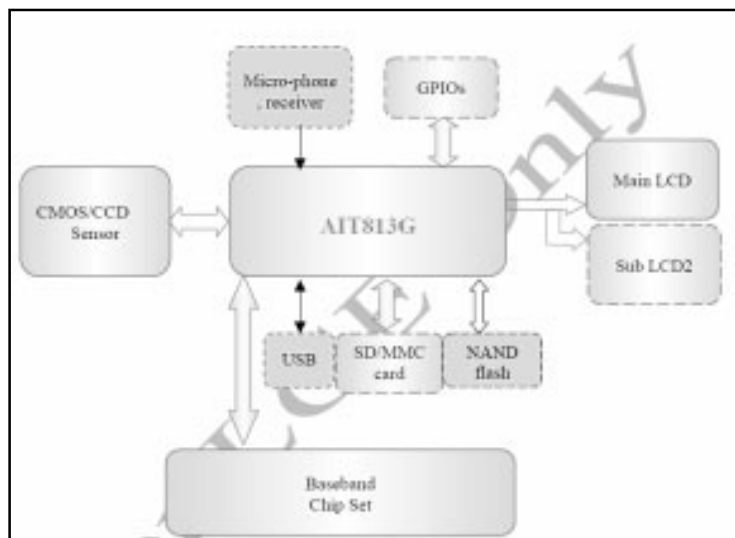 Micro-phone
, receiver
GPIOs
CMOS/CCD
Sensor
AIT813G
Main LCD
Sub LCD2
USB
SD/MMC
card
NAND
flash
Baseband
Chip Set
Only